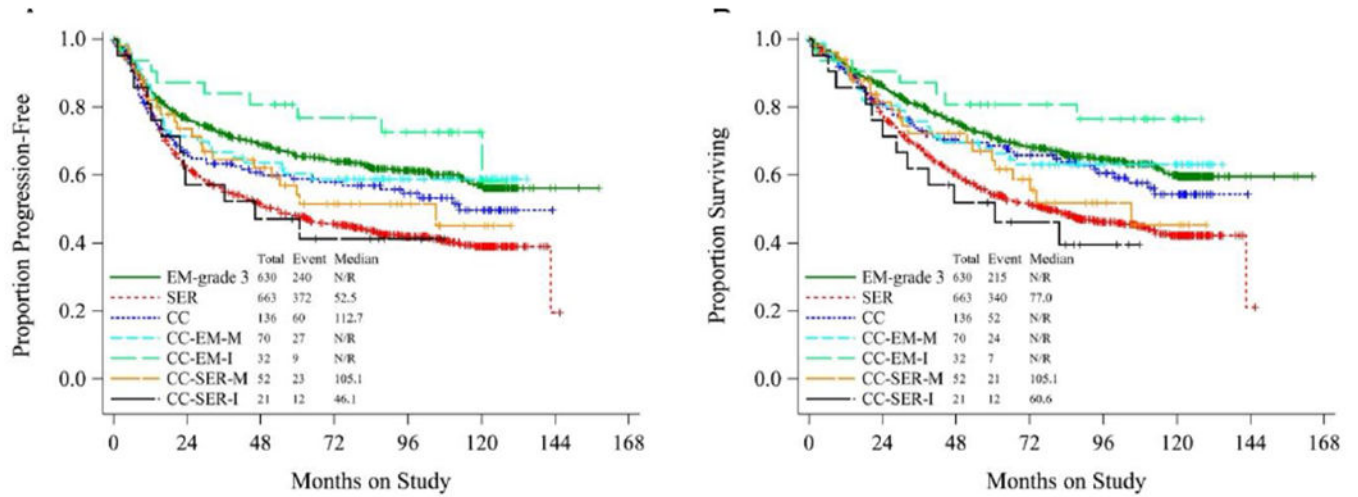 A
Proportion Progression-Free
1.0
0.8
0.6
0.4
0.2
0.0
Total Event Median
EM-grade 3 630 240 N/R
SER 663 372 52.5
CC 136 60 112.7
CC-EM-M 70 27 N/R
CC-EM-I 32 9 N/R
CC-SER-M 52 23 105.1
CC-SER-I 21 12 46.1
0 24 48 72 96 120 144 168
Months on Study
B
Proportion Surviving
1.0
0.8
0.6
0.4
0.2
0.0
Total Event Median
EM-grade 3 630 215 N/R
SER 663 340 77.0
CC 136 52 N/R
CC-EM-M 70 24 N/R
CC-EM-I 32 7 N/R
CC-SER-M 52 21 105.1
CC-SER-I 21 12 60.6
0 24 48 72 96 120 144 168
Months on Study